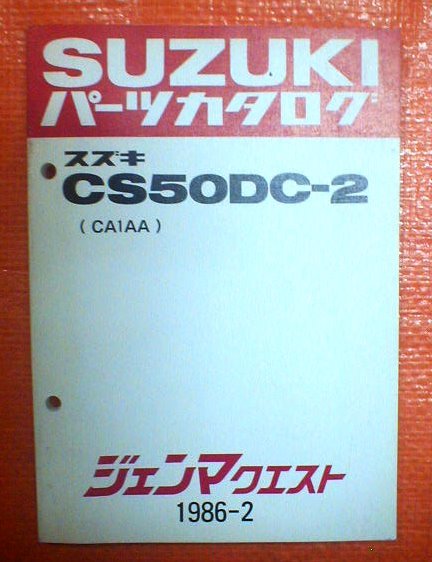 SUZUKI
パーツカタログ
スズキ
CS50DC-2
( CA1AA )
ジェンマクエスト
1986-2